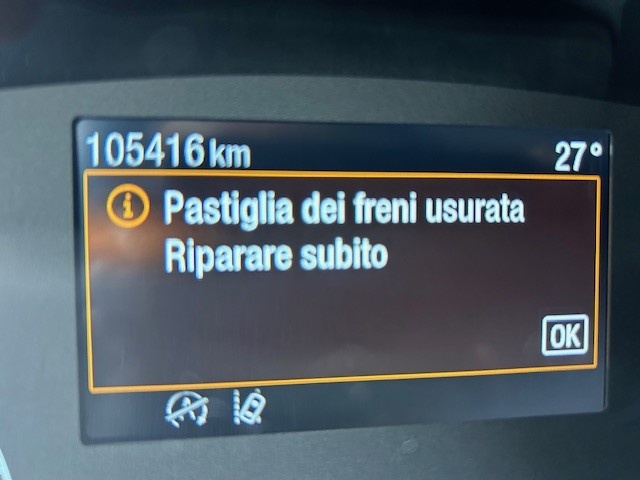 105416 km 27°
Pastiglia dei freni usurata
Riparare subito
OK